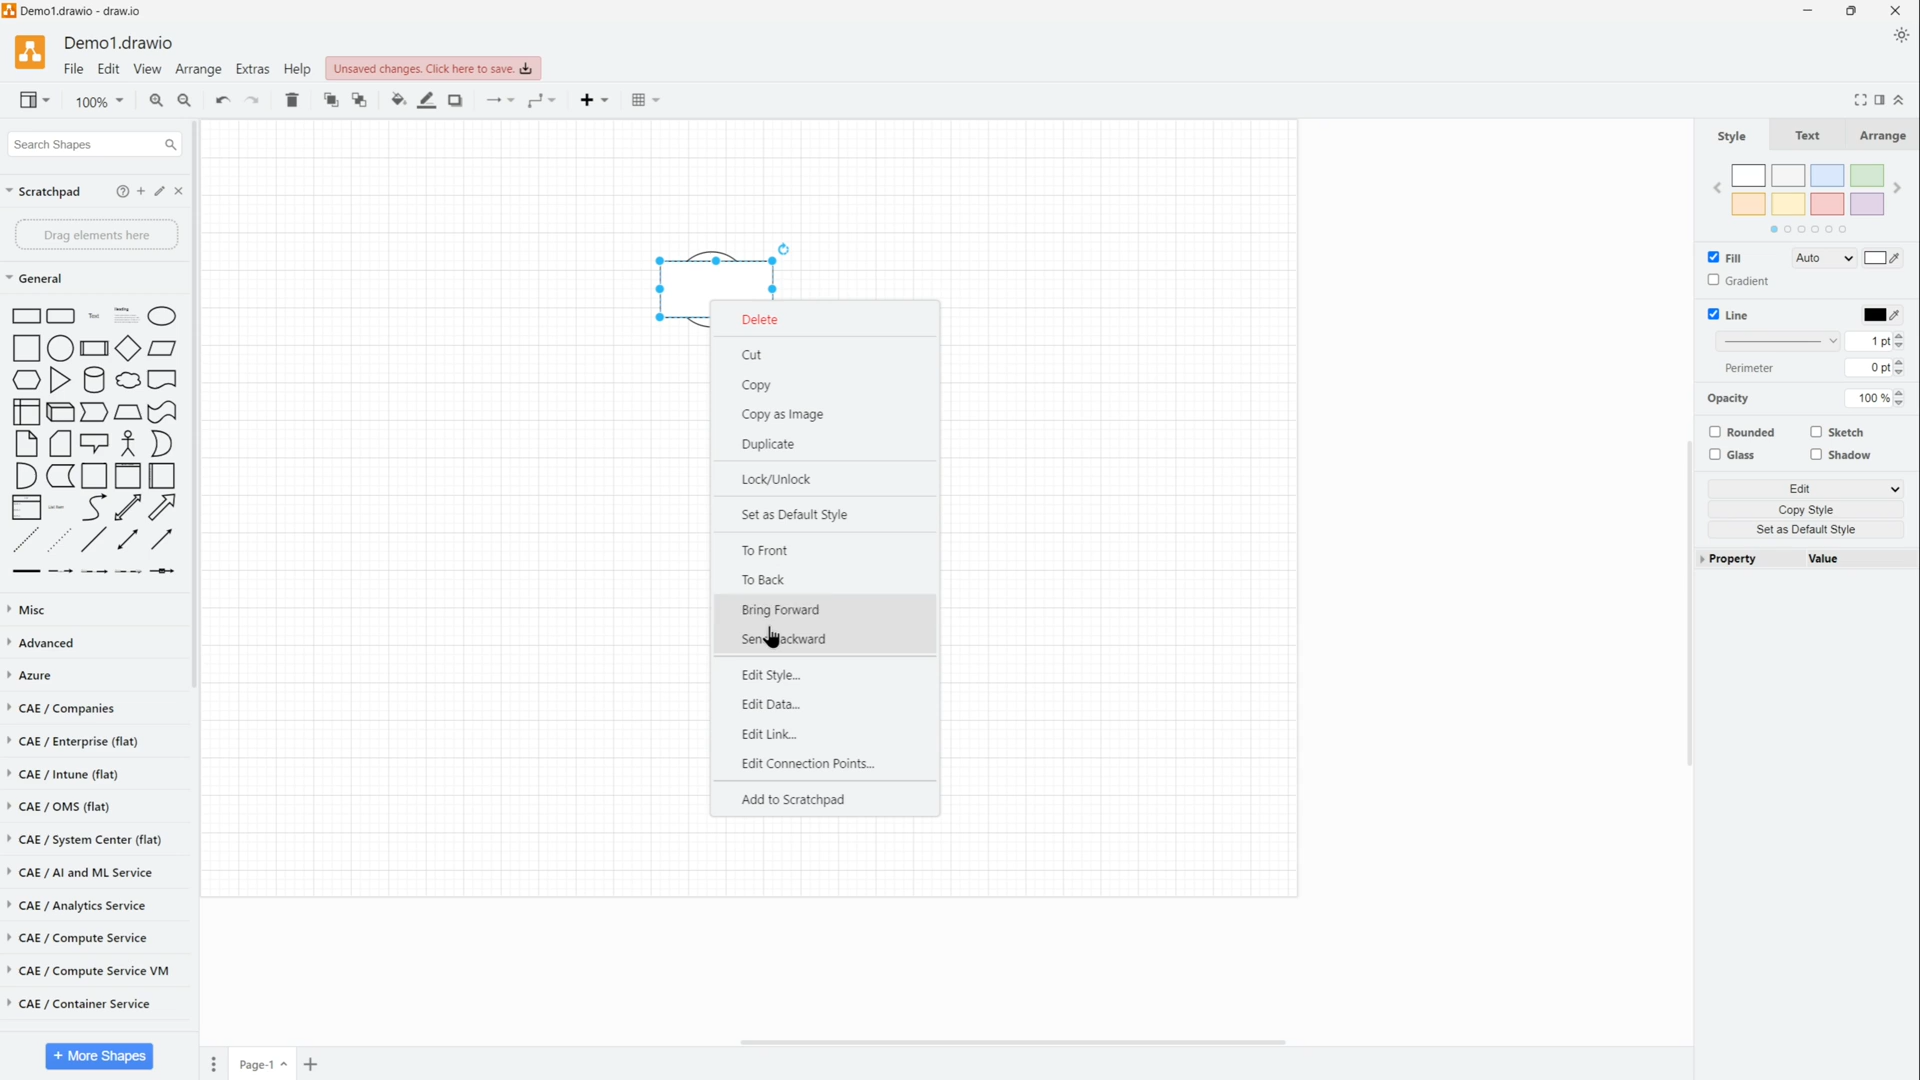 Demo1.drawio - draw.io
Demo1.drawio
File Edit View Arrange Extras Help Unsaved changes. Click here to save.
100%
Search Shapes
Scratchpad
Drag elements here
General
Text
Heading
List Item
Misc
Advanced
Azure
CAE / Companies
CAE / Enterprise (flat)
CAE / Intune (flat)
CAE / OMS (flat)
CAE / System Center (flat)
CAE / AI and ML Service
CAE / Analytics Service
CAE / Compute Service
CAE / Compute Service VM
CAE / Container Service
+ More Shapes
Delete
Cut
Copy
Copy as Image
Duplicate
Lock/Unlock
Set as Default Style
To Front
To Back
Bring Forward
Sen ackward
Edit Style...
Edit Data...
Edit Link...
Edit Connection Points...
Add to Scratchpad
Page-1
Style Text Arrange
Fill Auto
Gradient
Line
1 pt
Perimeter 0 pt
Opacity 100 %
Rounded Sketch
Glass Shadow
Edit
Copy Style
Set as Default Style
Property Value